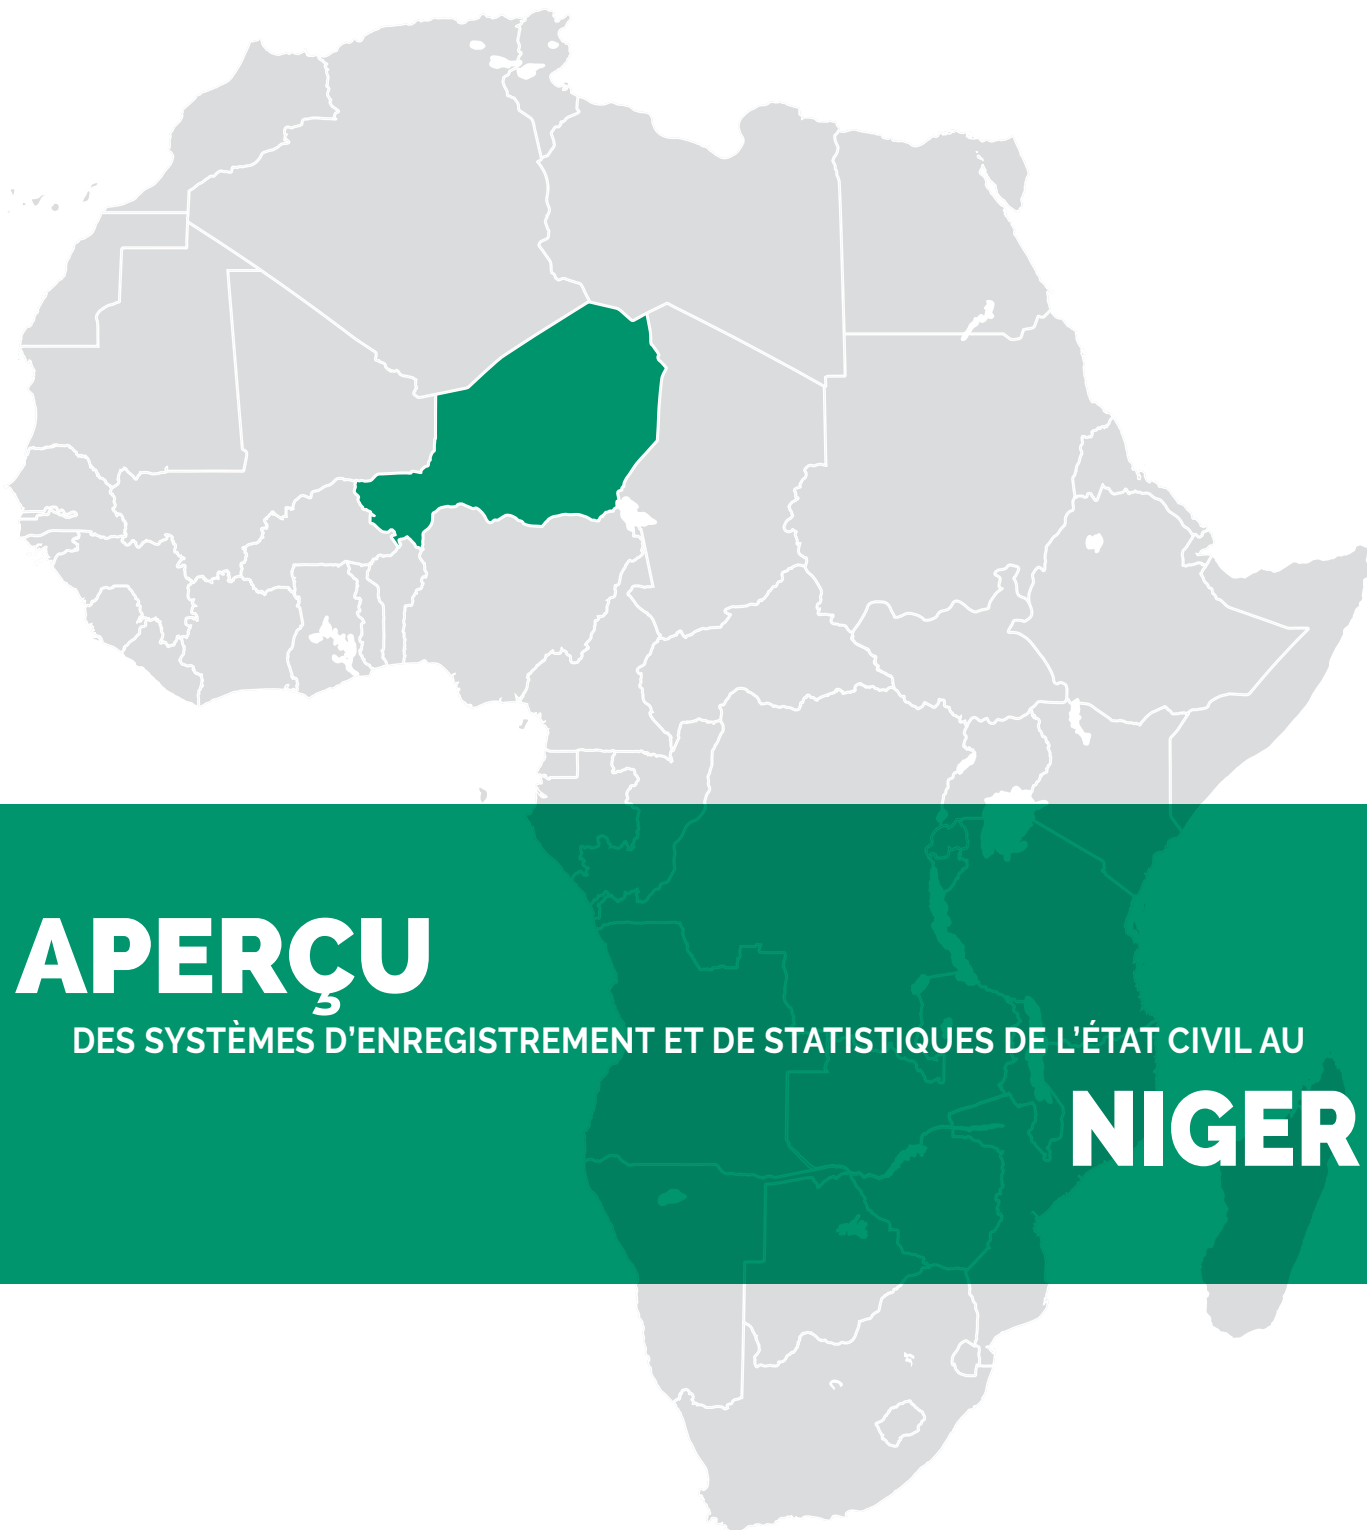 APERÇU
DES SYSTÈMES D’ENREGISTREMENT ET DE STATISTIQUES DE L’ÉTAT CIVIL AU
NIGER